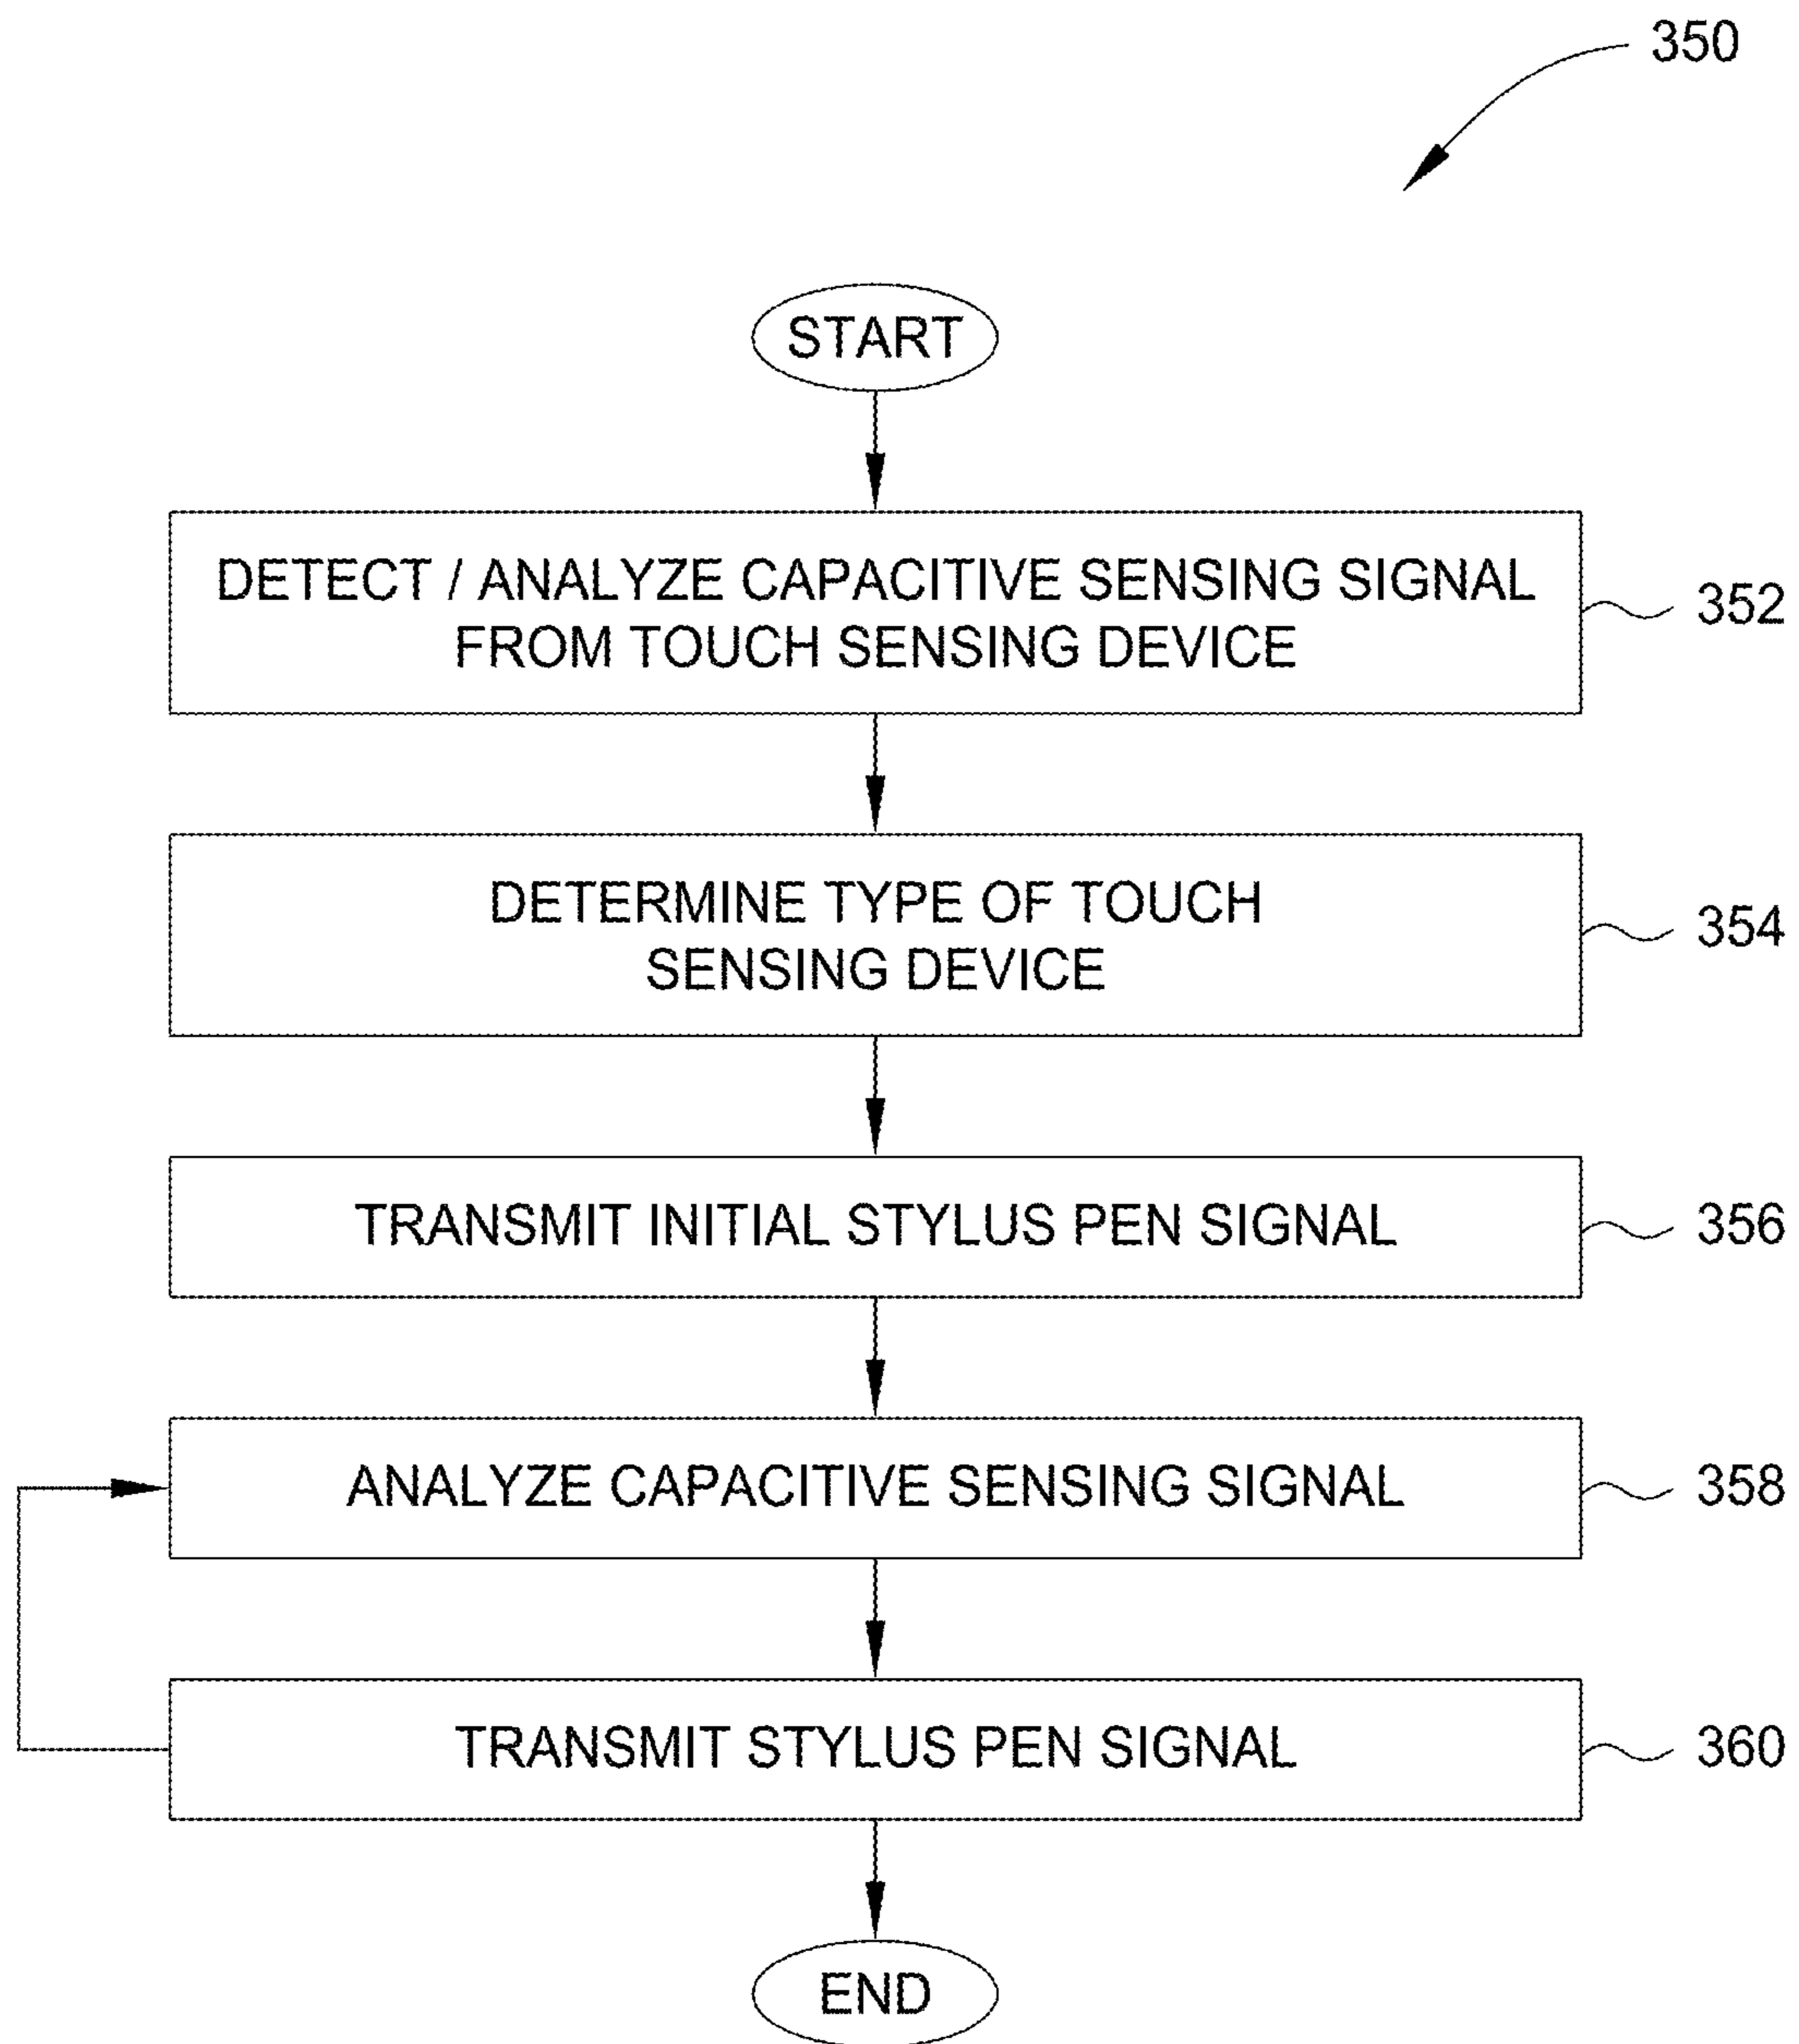 350
START
DETECT / ANALYZE CAPACITIVE SENSING SIGNAL
FROM TOUCH SENSING DEVICE
352
DETERMINE TYPE OF TOUCH
SENSING DEVICE
354
TRANSMIT INITIAL STYLUS PEN SIGNAL
356
ANALYZE CAPACITIVE SENSING SIGNAL
358
TRANSMIT STYLUS PEN SIGNAL
360
END